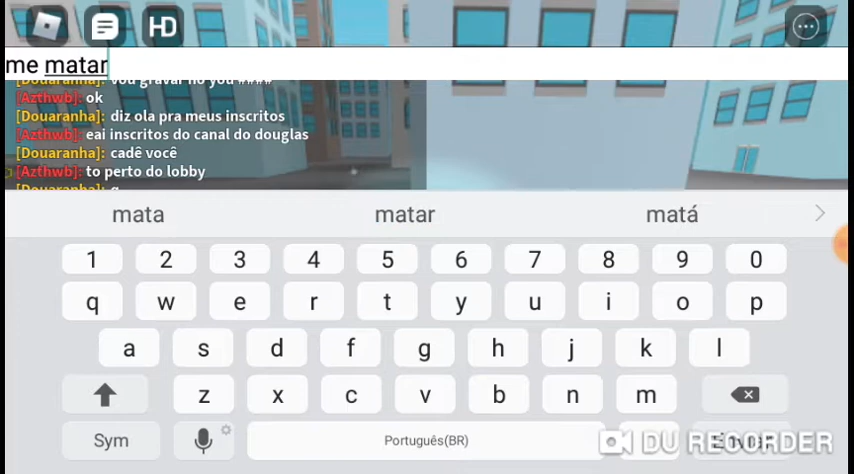 HD
me matar
[Douaranha]: vou gravar no you ####
[Azthwb]: ok
[Douaranha]: diz ola pra meus inscritos
[Azthwb]: eai inscritos do canal do douglas
[Douaranha]: cadê você
[Azthwb]: to perto do lobby
[Douaranha]:
mata matar matá
1 2 3 4 5 6 7 8 9 0
q w e r t y u i o p
a s d f g h j k l
z x c v b n m
Sym Português(BR)
DU RECORDER